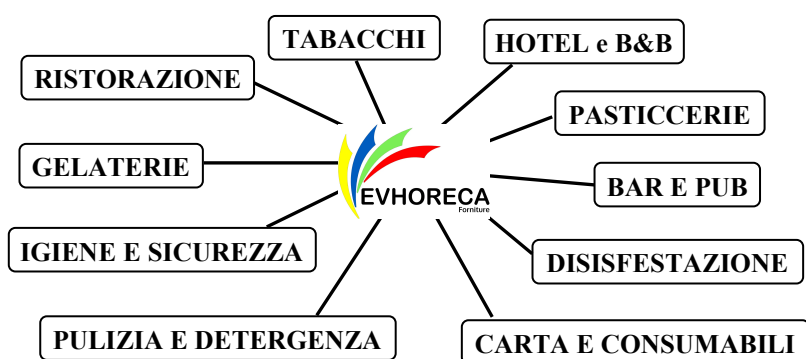 TABACCHI
HOTEL e B&B
RISTORAZIONE
PASTICCERIE
GELATERIE
BAR E PUB
EVHORECA
Forniture
IGIENE E SICUREZZA
DISISFESTAZIONE
PULIZIA E DETERGENZA
CARTA E CONSUMABILI